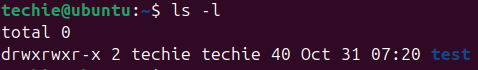 techie@ubuntu:~$ ls -l
total 0
drwxrwxr-x 2 techie techie 40 Oct 31 07:20 test